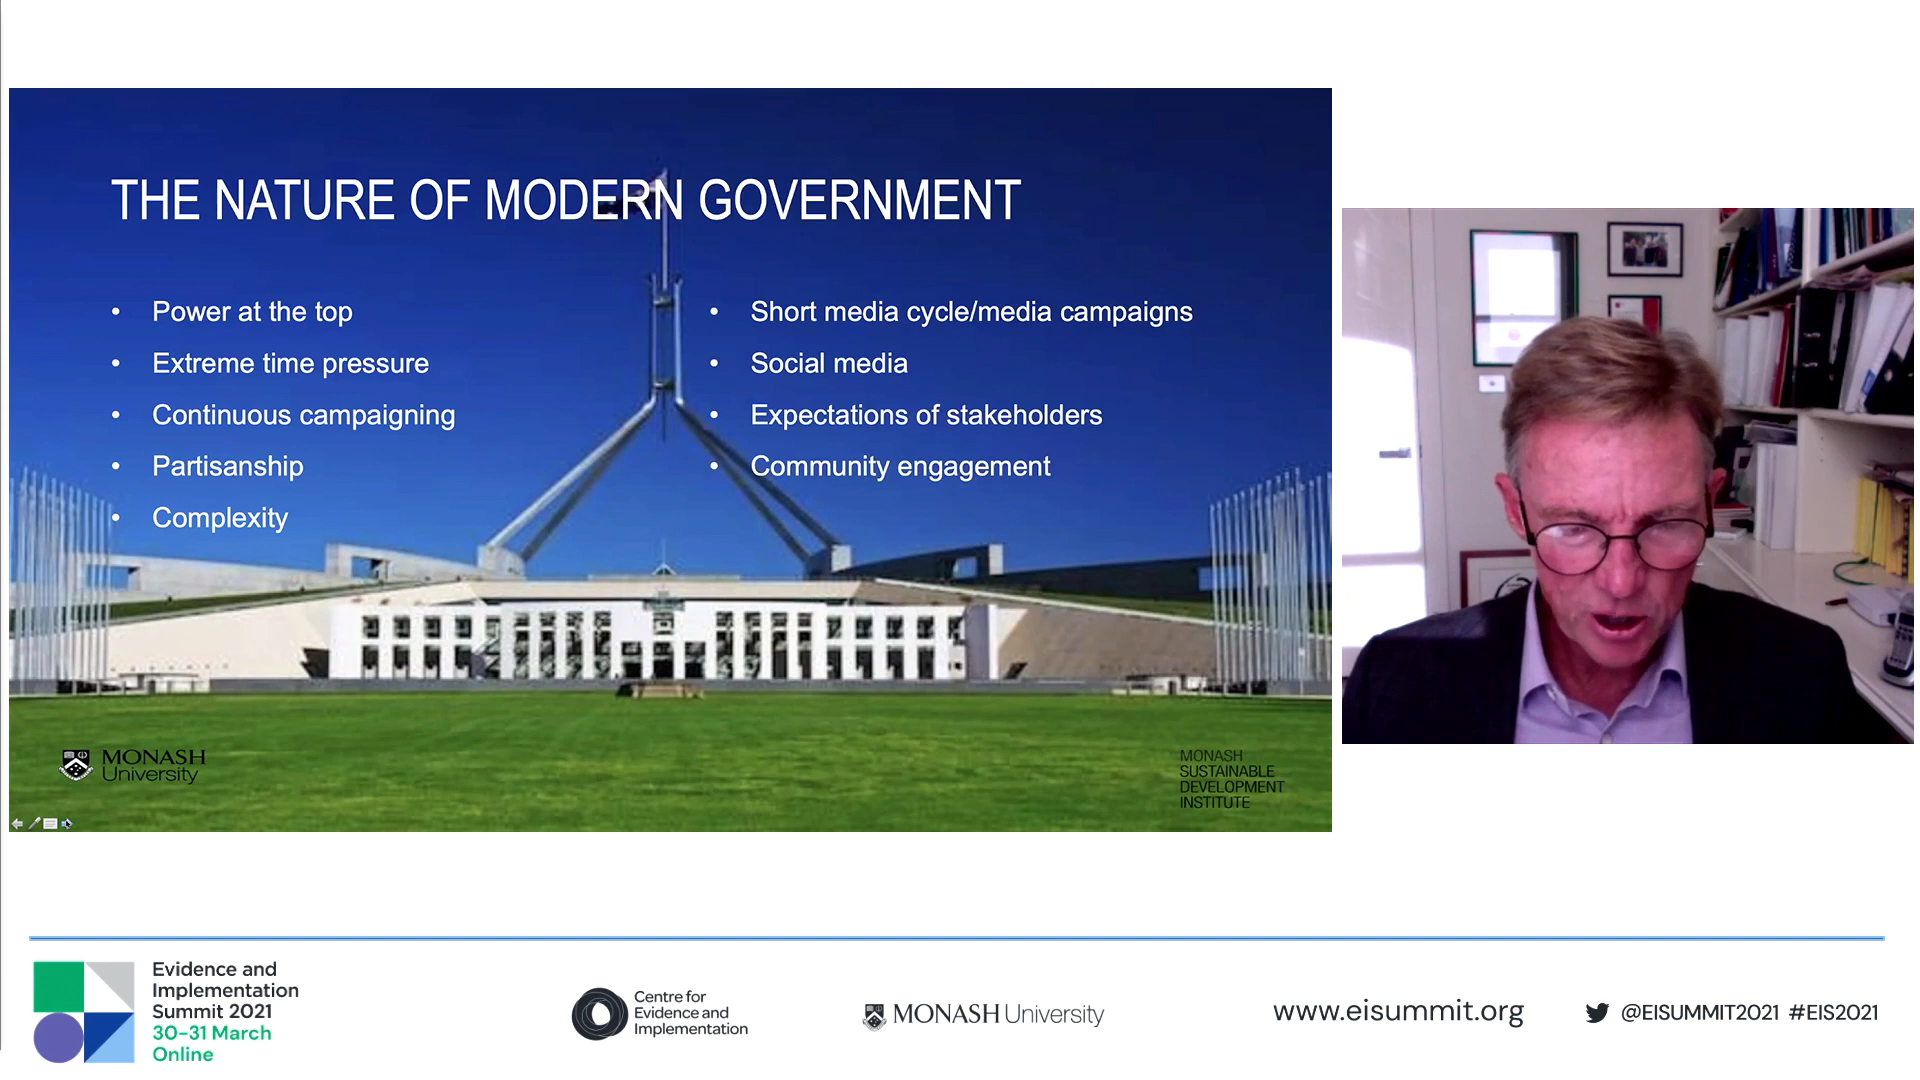 THE NATURE OF MODERN GOVERNMENT
• Power at the top
• Extreme time pressure
• Continuous campaigning
• Partisanship
• Complexity
• Short media cycle/media campaigns
• Social media
• Expectations of stakeholders
• Community engagement
MONASH
University
MONASH
SUSTAINABLE
DEVELOPMENT
INSTITUTE
Evidence and
Implementation
Summit 2021
30–31 March
Online
Centre for
Evidence and
Implementation
MONASH University
www.eisummit.org
@EISUMMIT2021 #EIS2021